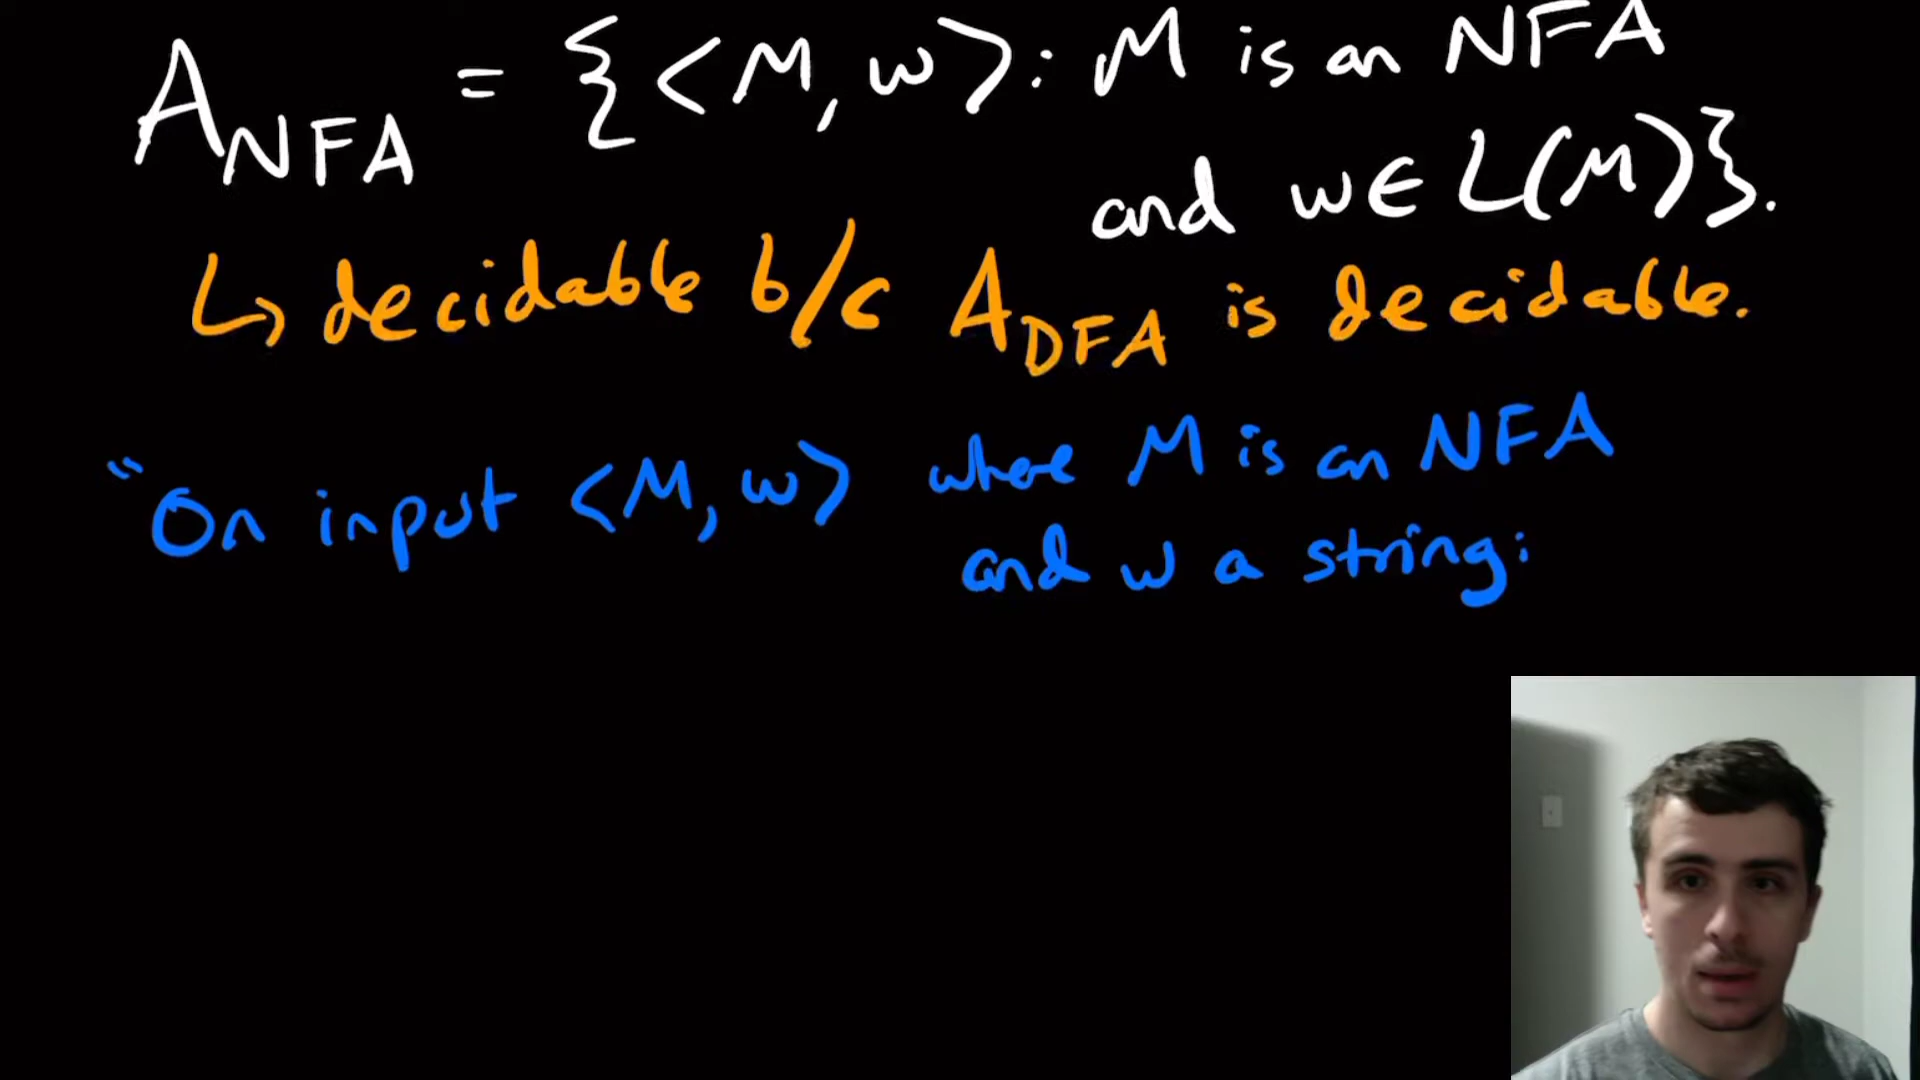 A_NFA = {<M, w>: M is an NFA
and w∈L(M)}.
↳ decidable b/c A_DFA is decidable.
"On input <M, w> where M is an NFA
and w a string: